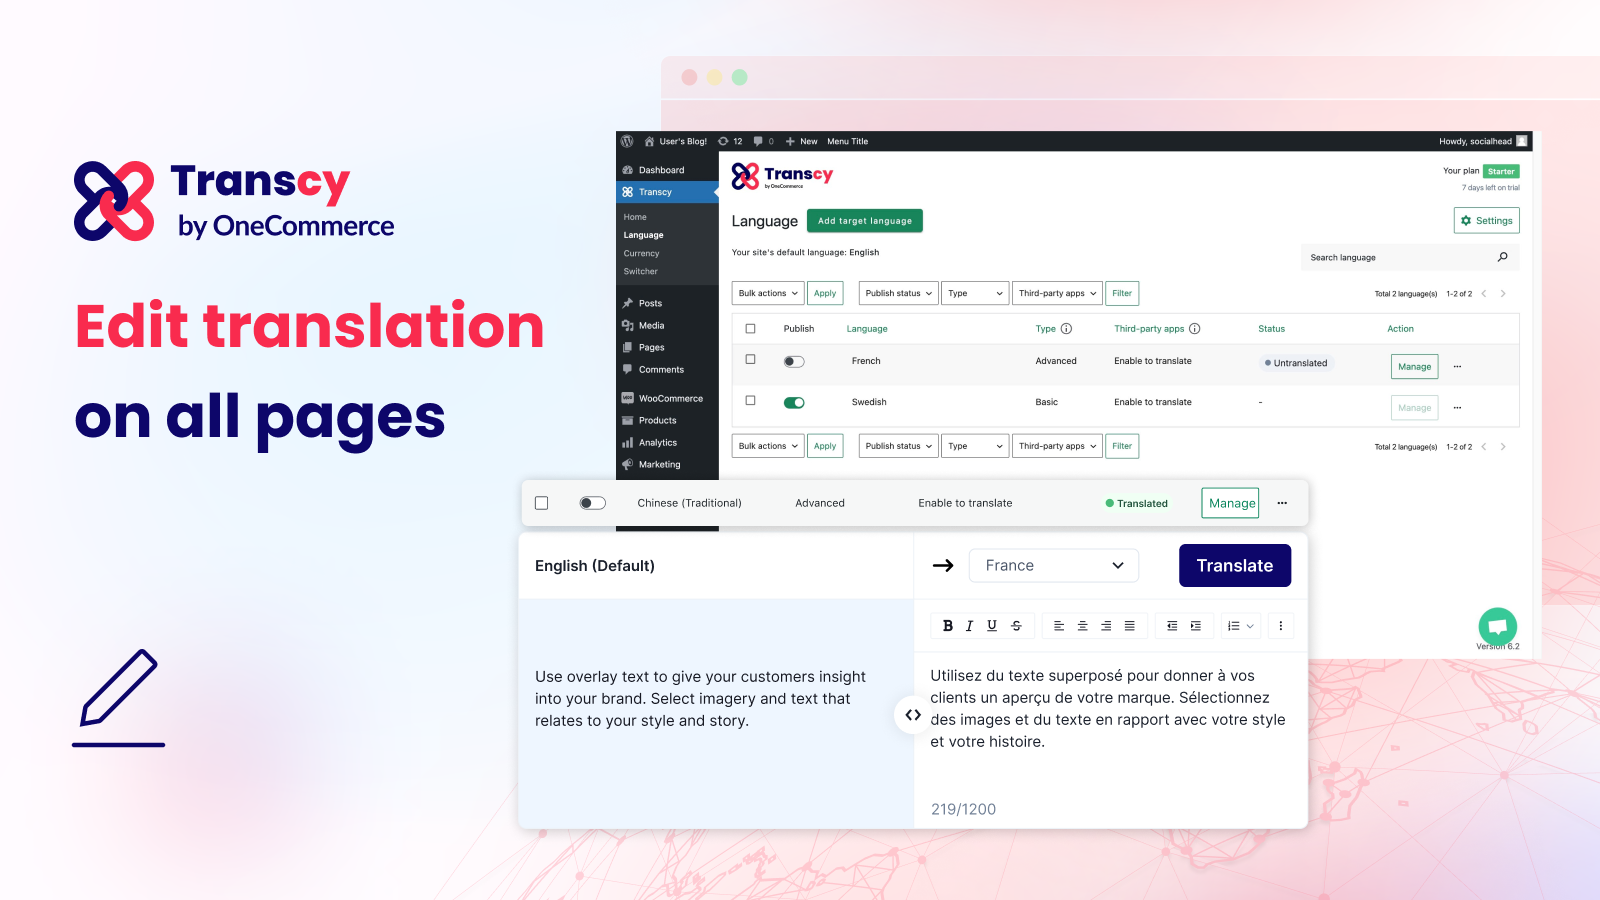 Transcy
by OneCommerce
Edit translation
on all pages
User's Blog! 12 0 New Menu Title
Howdy, socialhead
Dashboard
Transcy
Home
Language
Currency
Switcher
Posts
Media
Pages
Comments
WooCommerce
Products
Analytics
Marketing
Transcy
by OneCommerce
Your plan Starter
7 days left on trial
Language Add target language
Settings
Your site's default language: English
Search language
Bulk actions Apply Publish status Type Third-party apps Filter
Total 2 language(s) 1-2 of 2
Publish Language Type Third-party apps Status Action
French Advanced Enable to translate Untranslated Manage
Swedish Basic Enable to translate - Manage
Bulk actions Apply Publish status Type Third-party apps Filter
Total 2 language(s) 1-2 of 2
Chinese (Traditional) Advanced Enable to translate Translated Manage
English (Default)
France
Translate
B I U S
Use overlay text to give your customers insight
into your brand. Select imagery and text that
relates to your style and story.
Utilisez du texte superposé pour donner à vos
clients un aperçu de votre marque. Sélectionnez
des images et du texte en rapport avec votre style
et votre histoire.
219/1200
Version 6.2